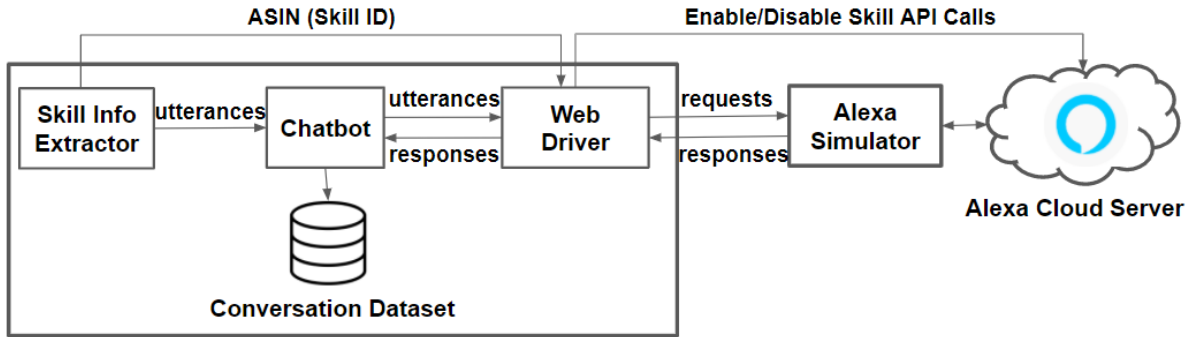 ASIN (Skill ID)
Enable/Disable Skill API Calls
Skill Info
Extractor
utterances
Chatbot
utterances
responses
Web
Driver
requests
responses
Alexa
Simulator
Alexa Cloud Server
Conversation Dataset